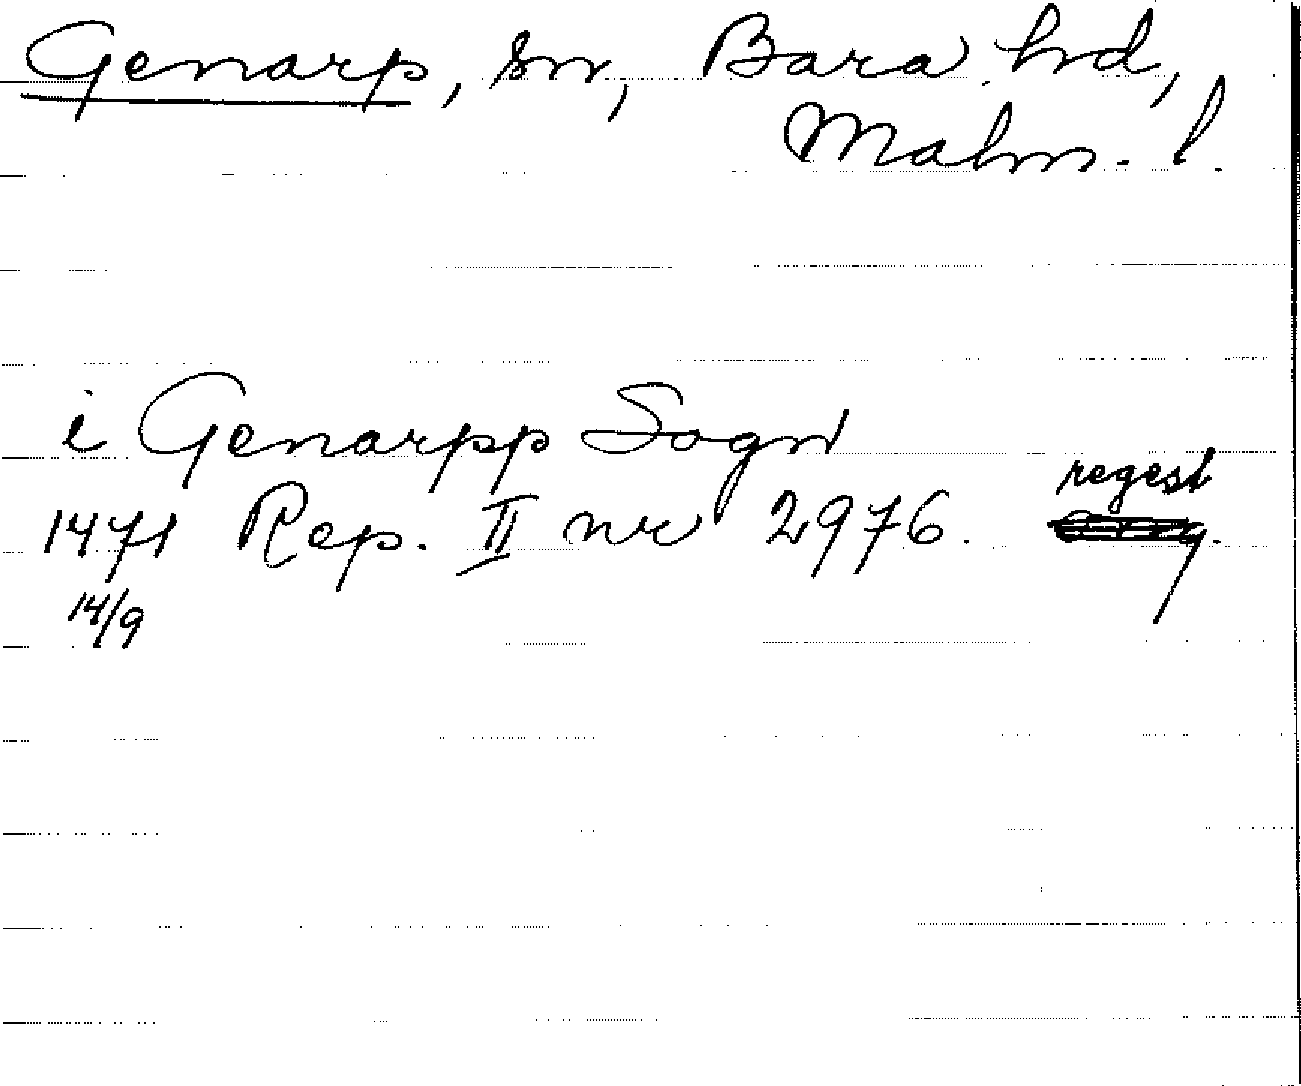 Genarp, sn, Bara hd,
Malm. l.
i Genarpp Sogn
1471 Rep. II nr 2976. regest
14/9